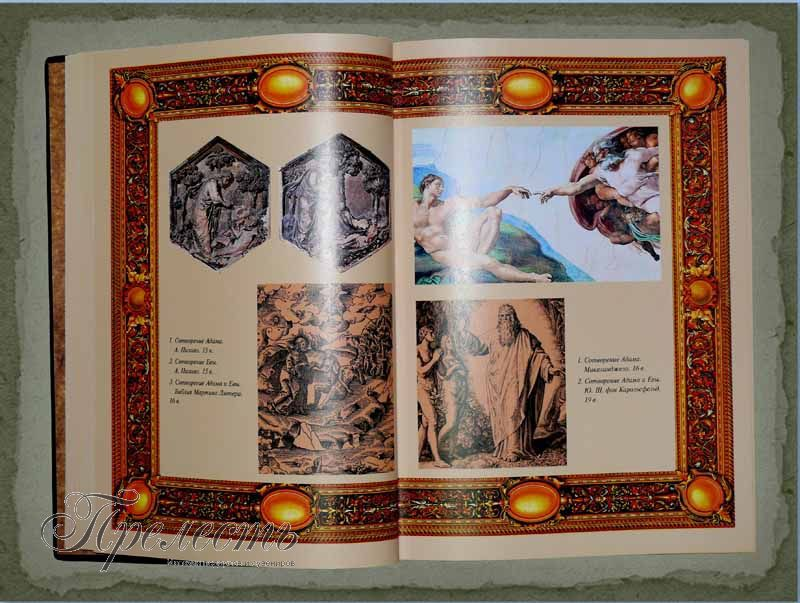 1. Сотворение Адама.
А. Пизано. 15 в.
2. Сотворение Евы.
А. Пизано. 15 в.
3. Сотворение Адама и Евы.
Библия Мартина Лютера.
16 в.
1. Сотворение Адама.
Микеланджело. 16 в.
2. Сотворение Адама и Евы.
Ю. Ш. фон Карольсфельд.
19 в.
Прелесть